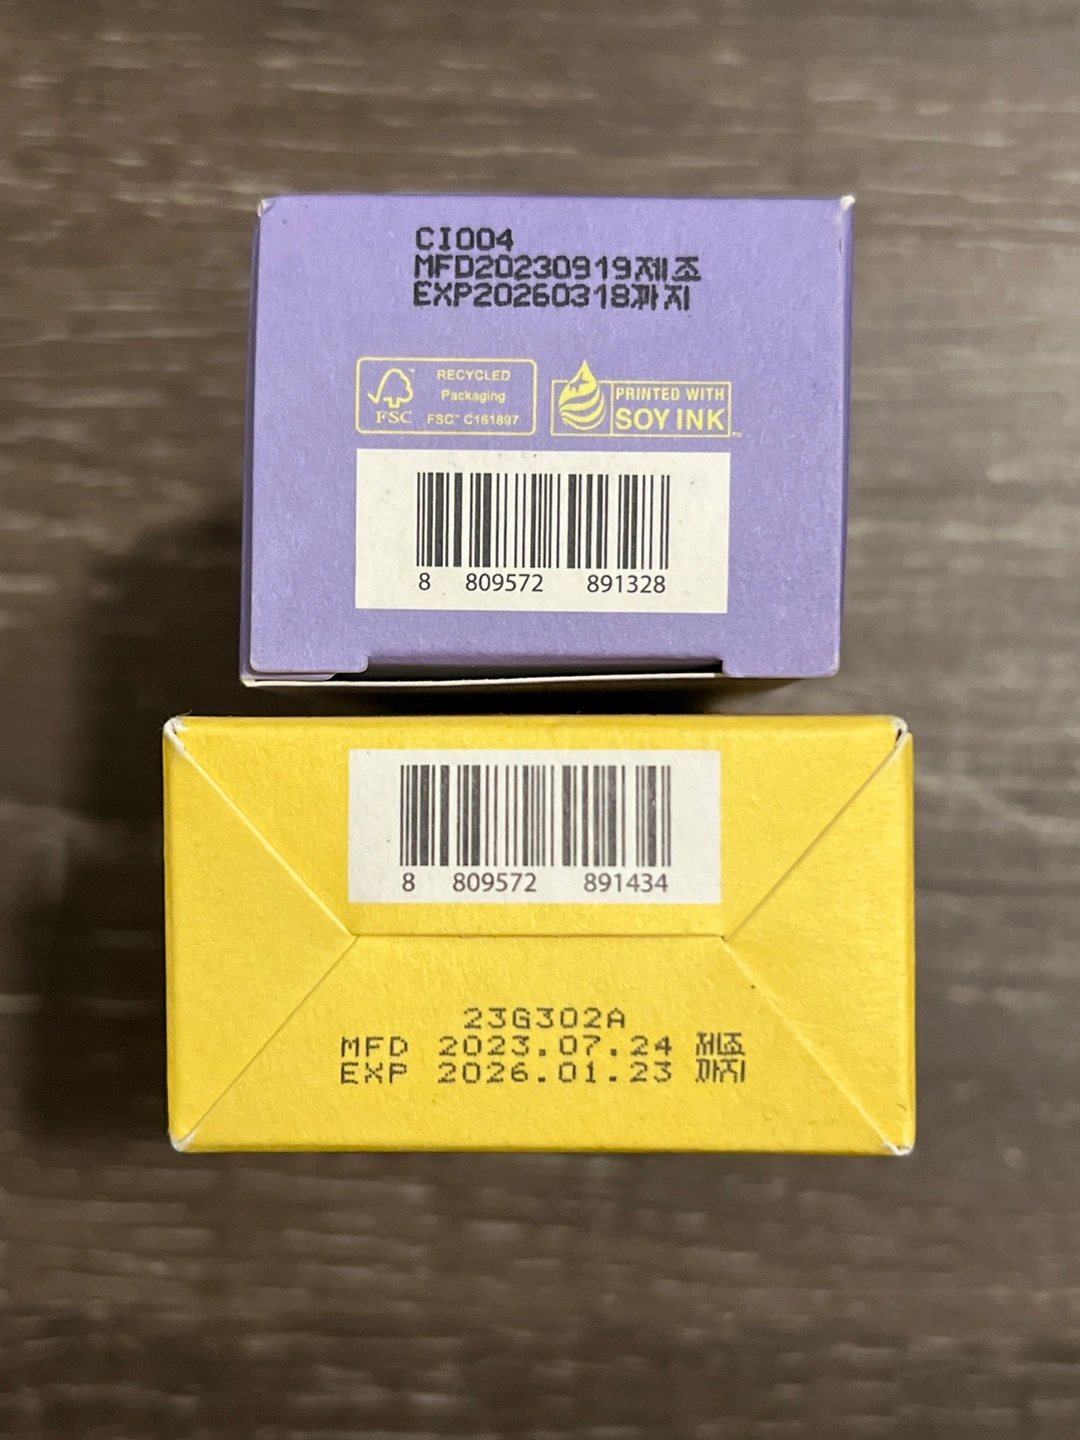 CI004
MFD20230919제조
EXP20260318까지
FSC
RECYCLED
Packaging
FSC™ C161897
PRINTED WITH
SOY INK™
8 809572 891328
8 809572 891434
23G302A
MFD 2023.07.24 제조
EXP 2026.01.23 까지